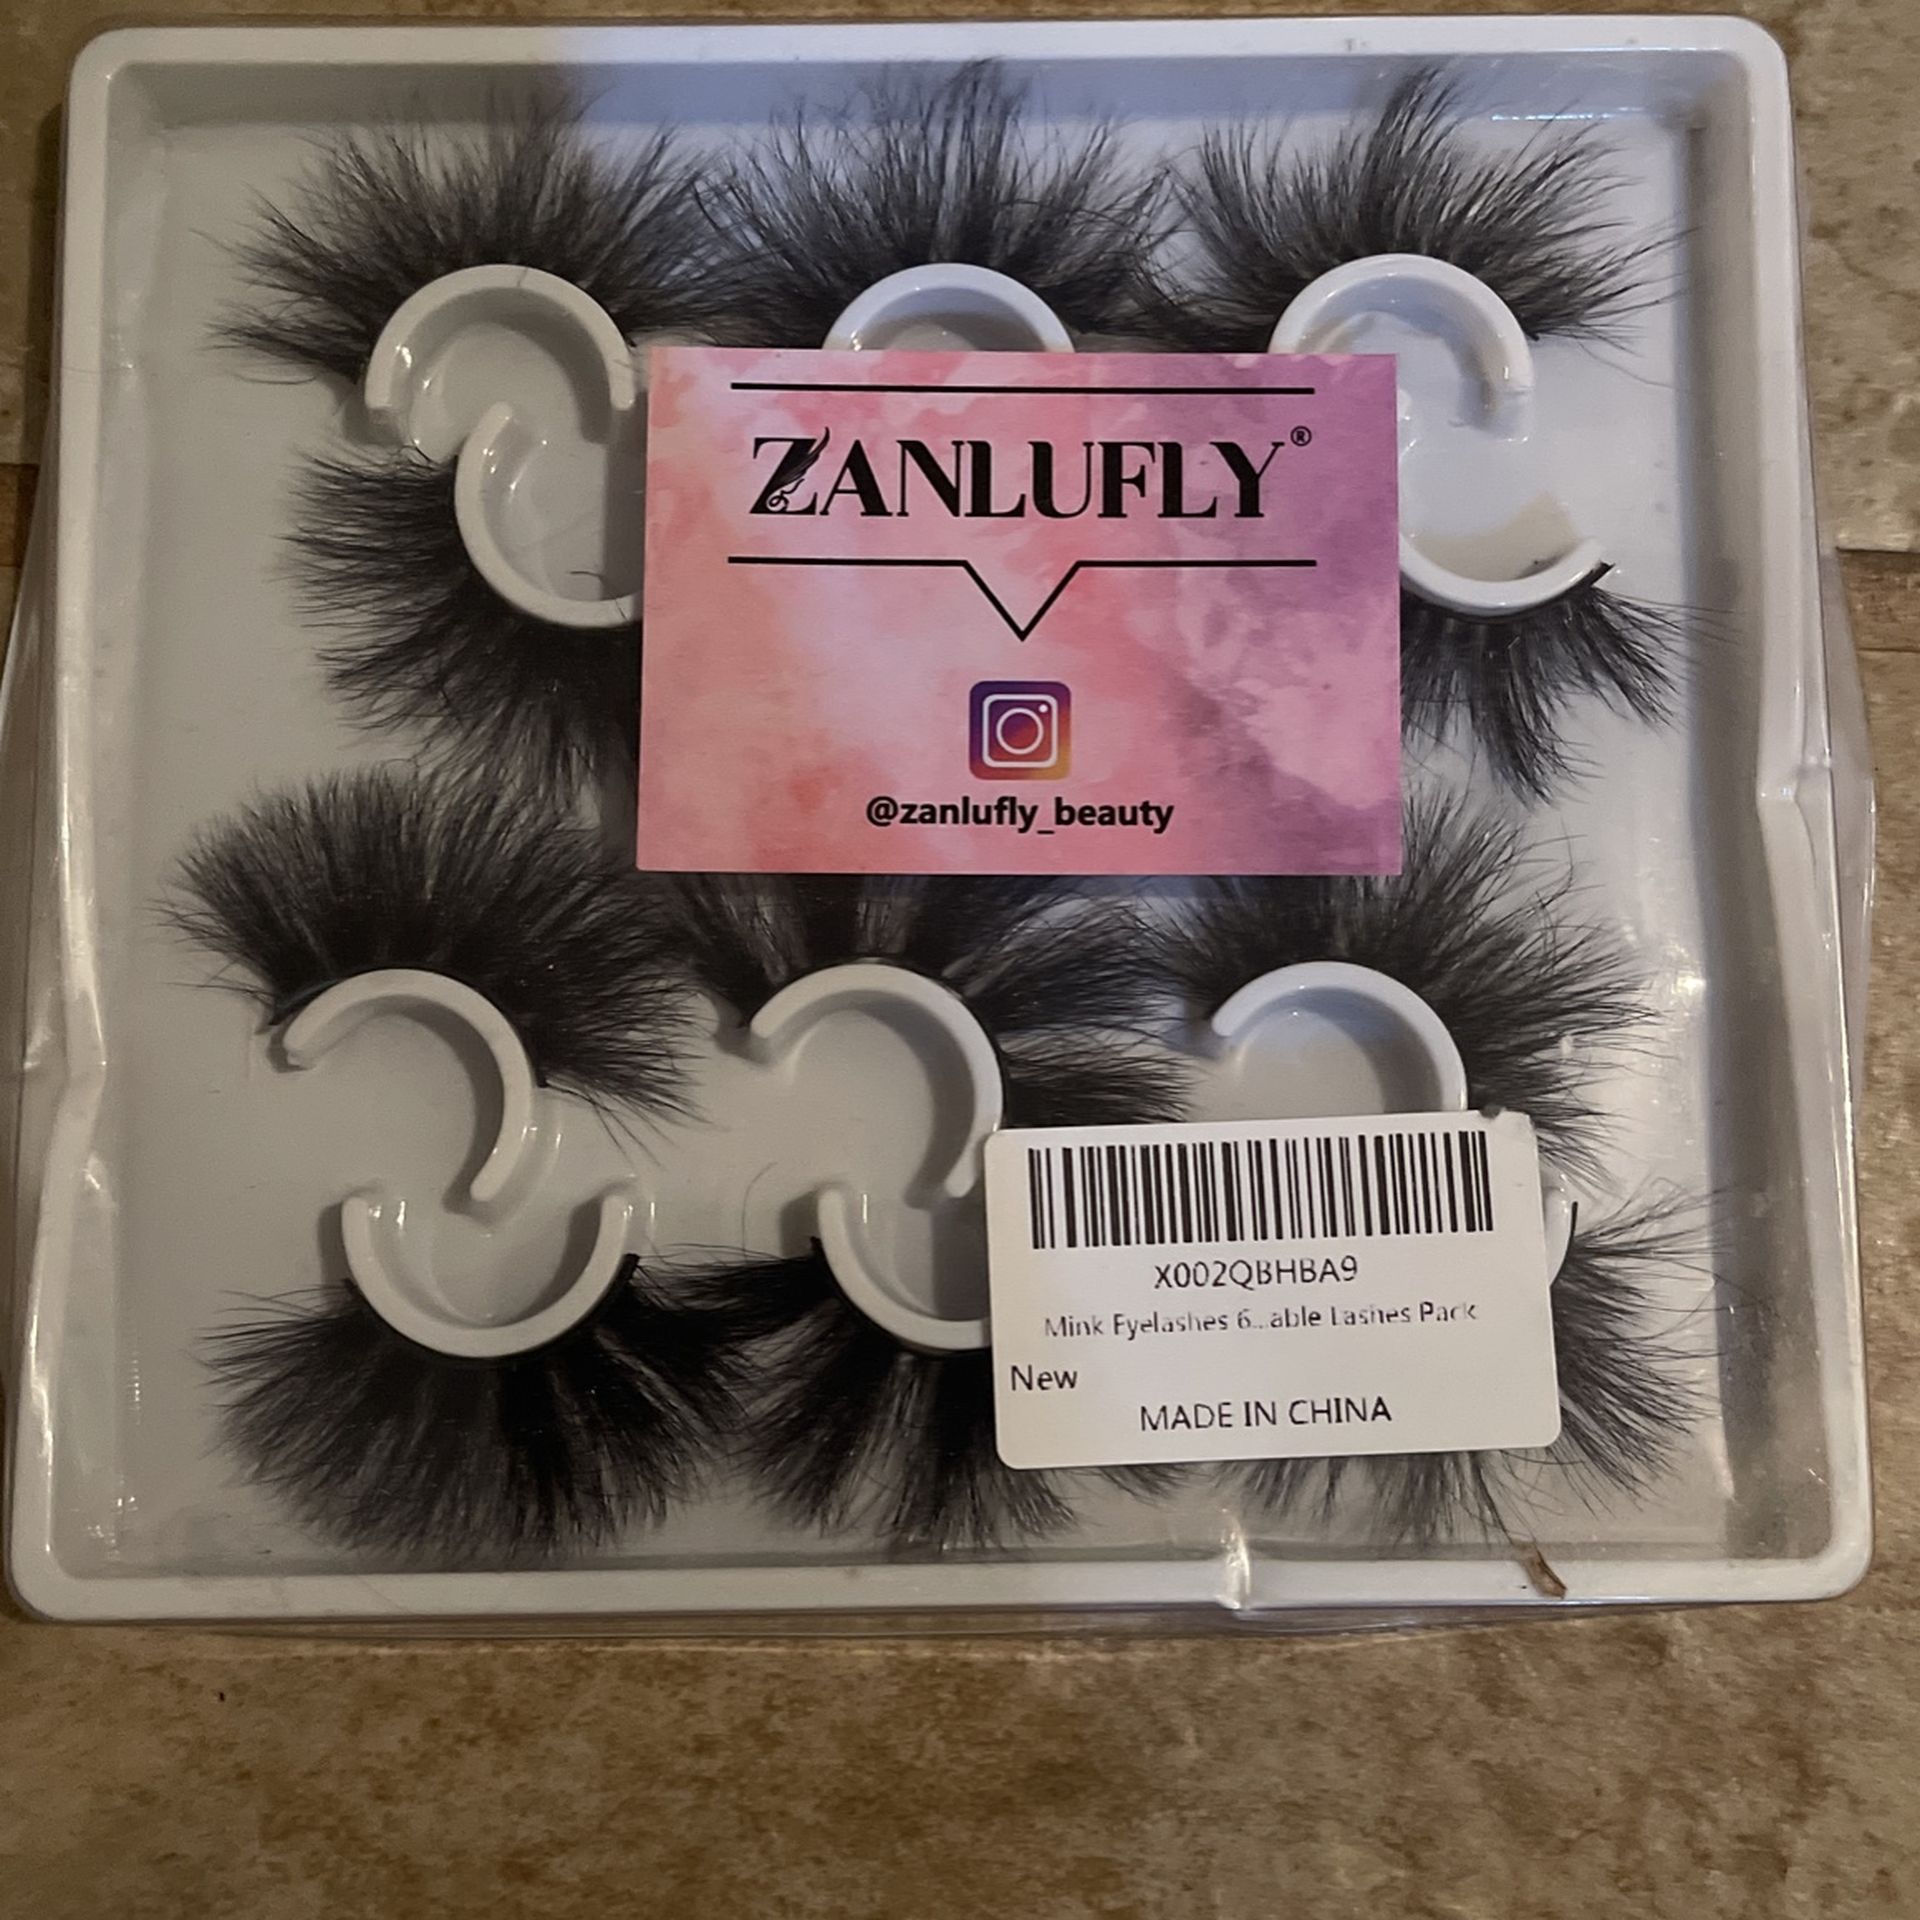 ZANLUFLY®
@zanlufly_beauty
X002QBHBA9
Mink Eyelashes 6...able Lashes Pack
New
MADE IN CHINA